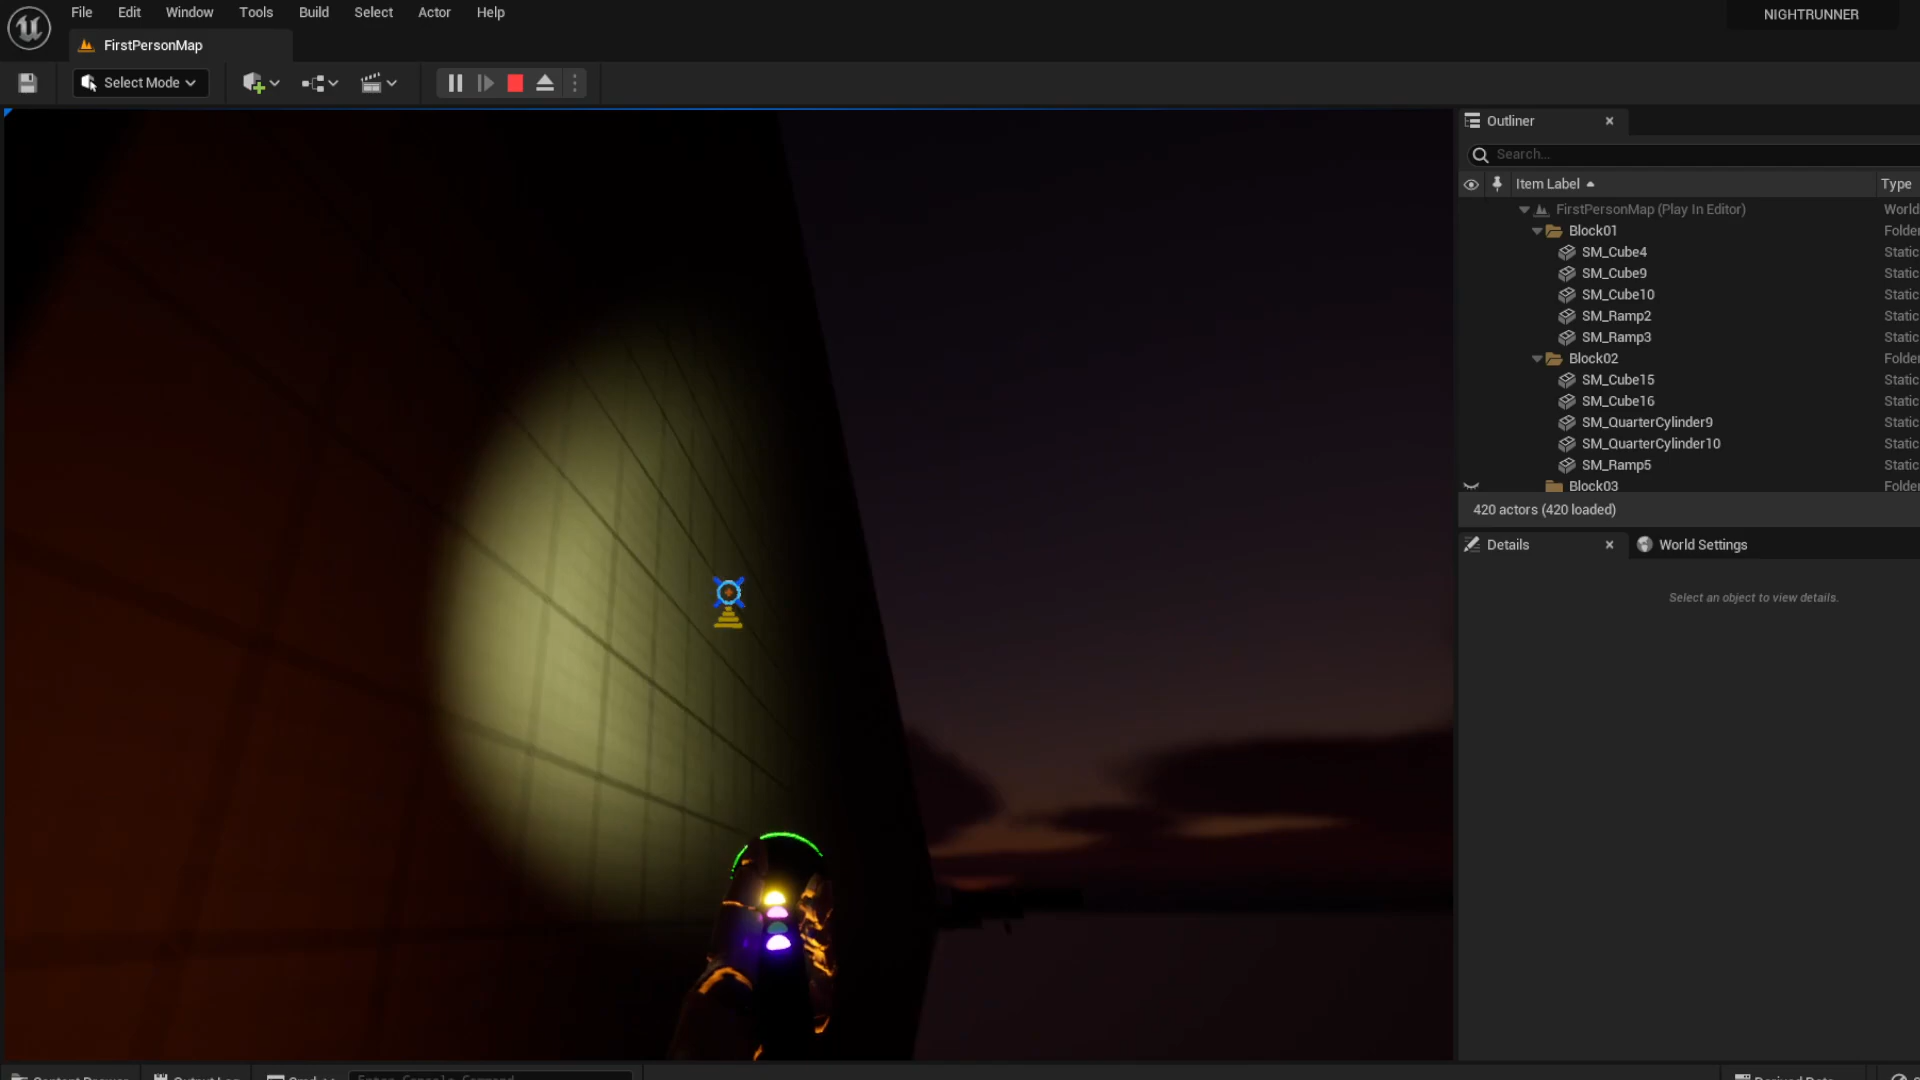 File Edit Window Tools Build Select Actor Help
NIGHTRUNNER
FirstPersonMap
Select Mode
Outliner
Search...
Item Label Type
FirstPersonMap (Play In Editor) World
Block01 Folder
SM_Cube4 Static
SM_Cube9 Static
SM_Cube10 Static
SM_Ramp2 Static
SM_Ramp3 Static
Block02 Folder
SM_Cube15 Static
SM_Cube16 Static
SM_QuarterCylinder9 Static
SM_QuarterCylinder10 Static
SM_Ramp5 Static
Block03 Folder
420 actors (420 loaded)
Details World Settings
Select an object to view details.
Enter Console Command